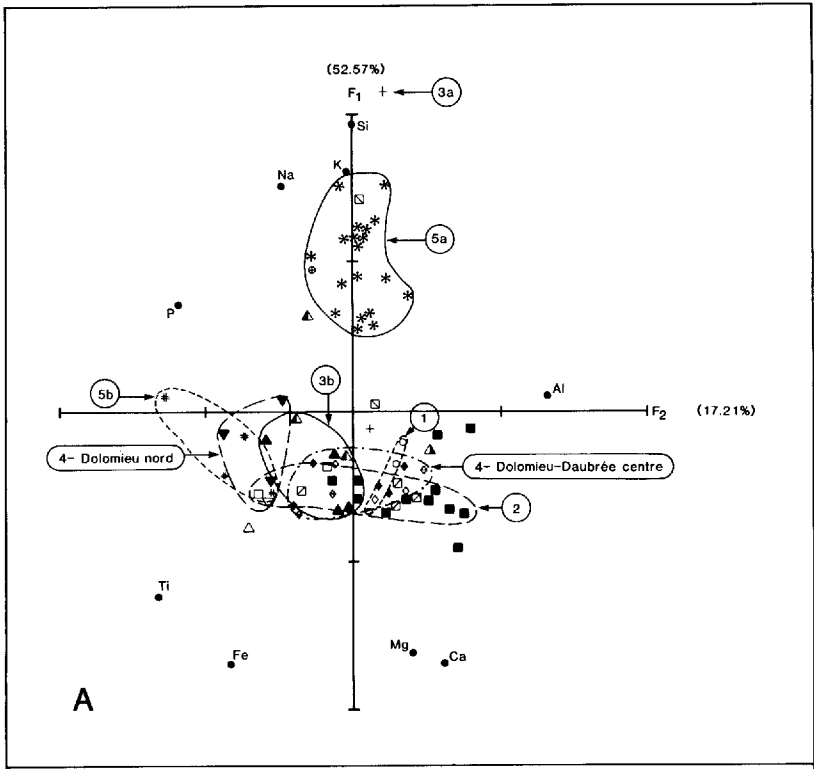 (52.57%)
F1
3a
Si
K
Na
5a
P
5b
3b
Al
1
F2
(17.21%)
4- Dolomieu nord
4- Dolomieu-Daubrée centre
2
Ti
Fe
Mg
Ca
A